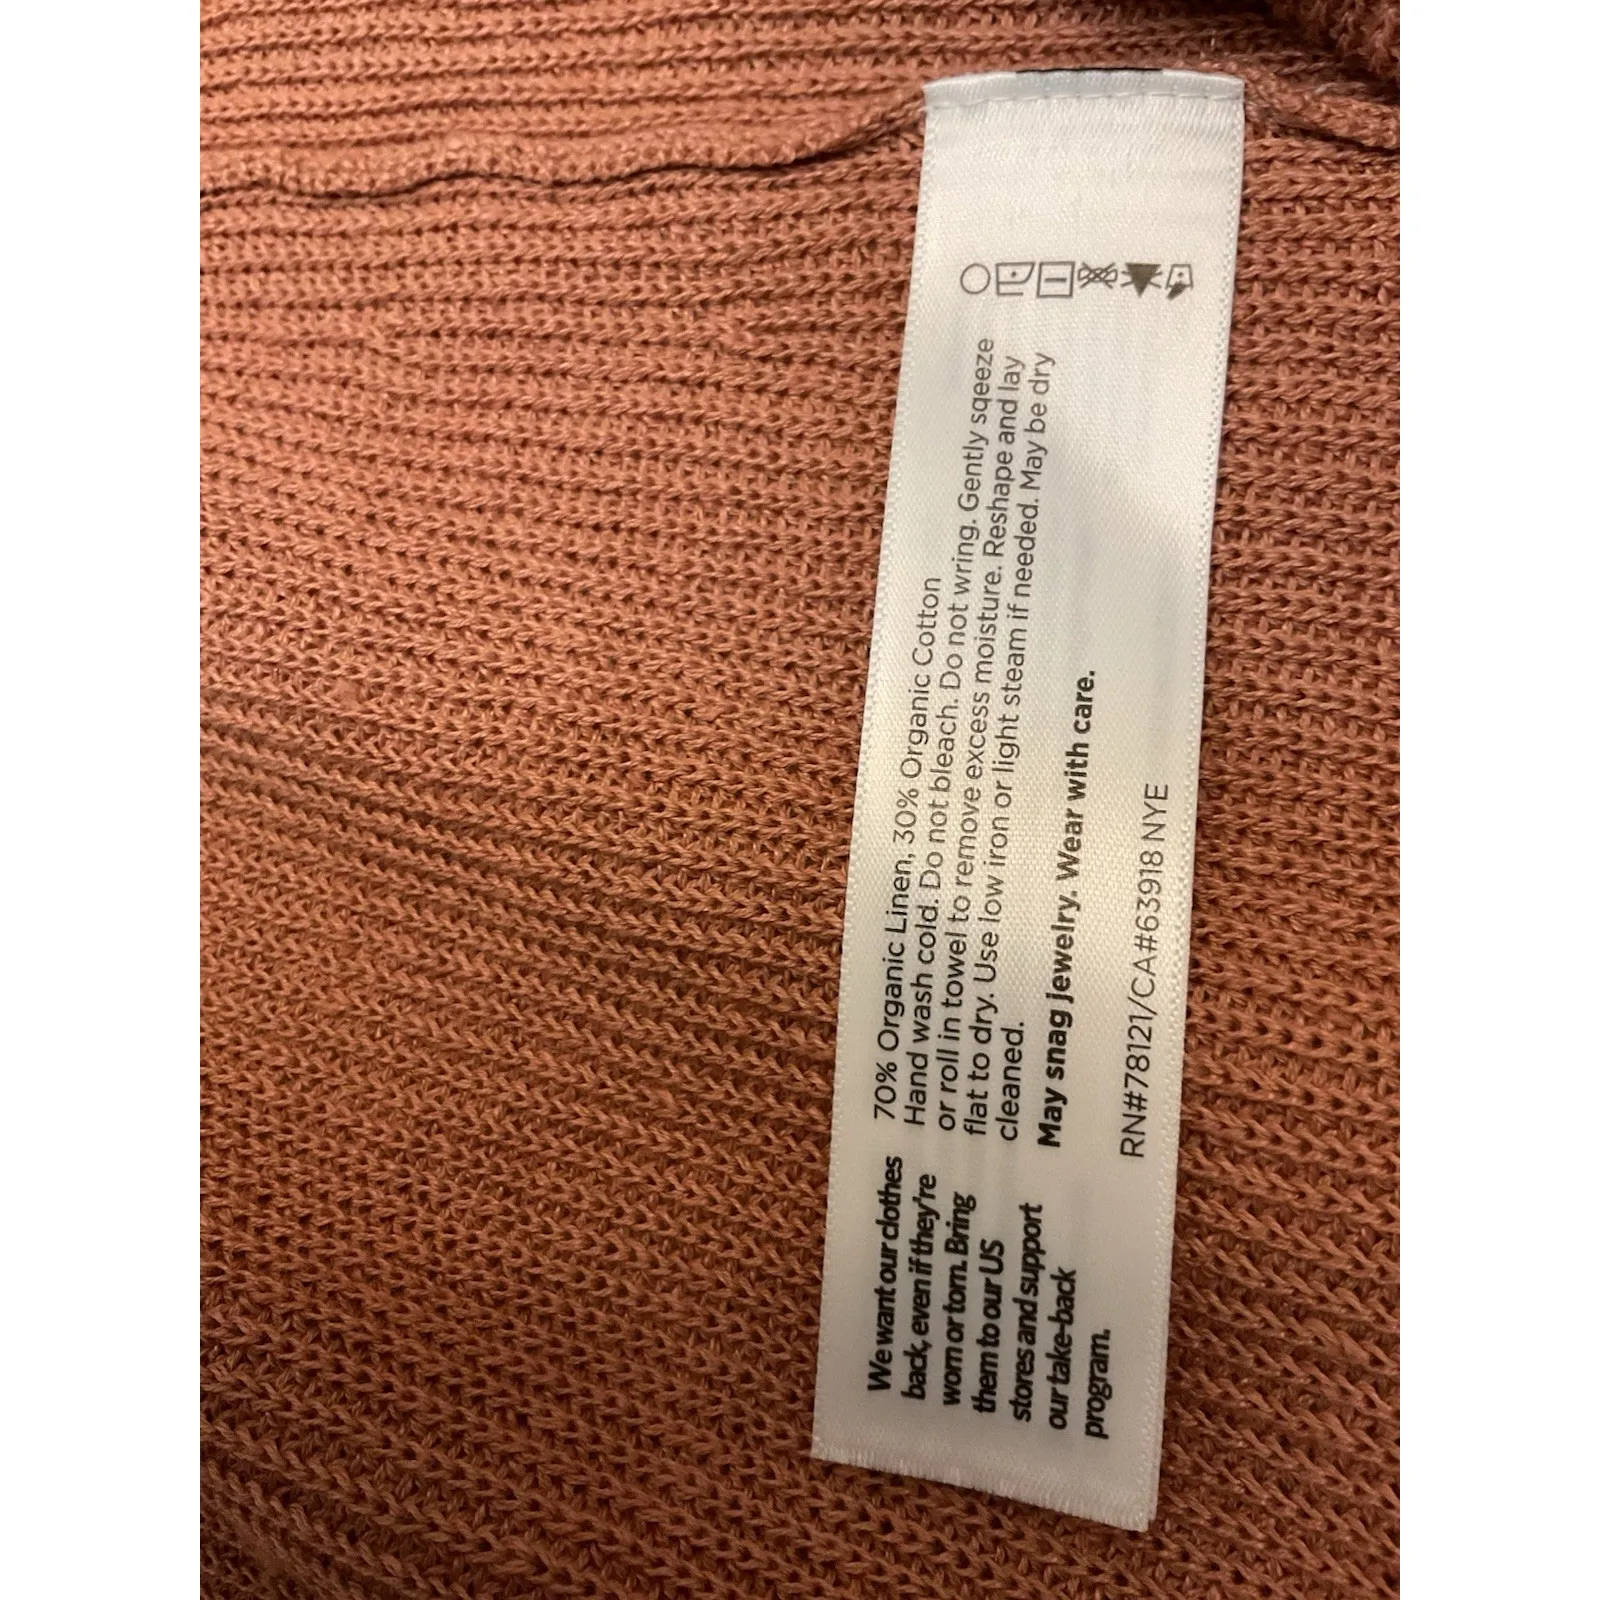 70% Organic Linen, 30% Organic Cotton
Hand wash cold. Do not bleach. Do not wring. Gently sqeeze
or roll in towel to remove excess moisture. Reshape and lay
flat to dry. Use low iron or light steam if needed. May be dry
cleaned.
May snag jewelry. Wear with care.
RN#78121/CA#63918 NYE
We want our clothes
back, even if they're
worn or torn. Bring
them to our US
stores and support
our take-back
program.